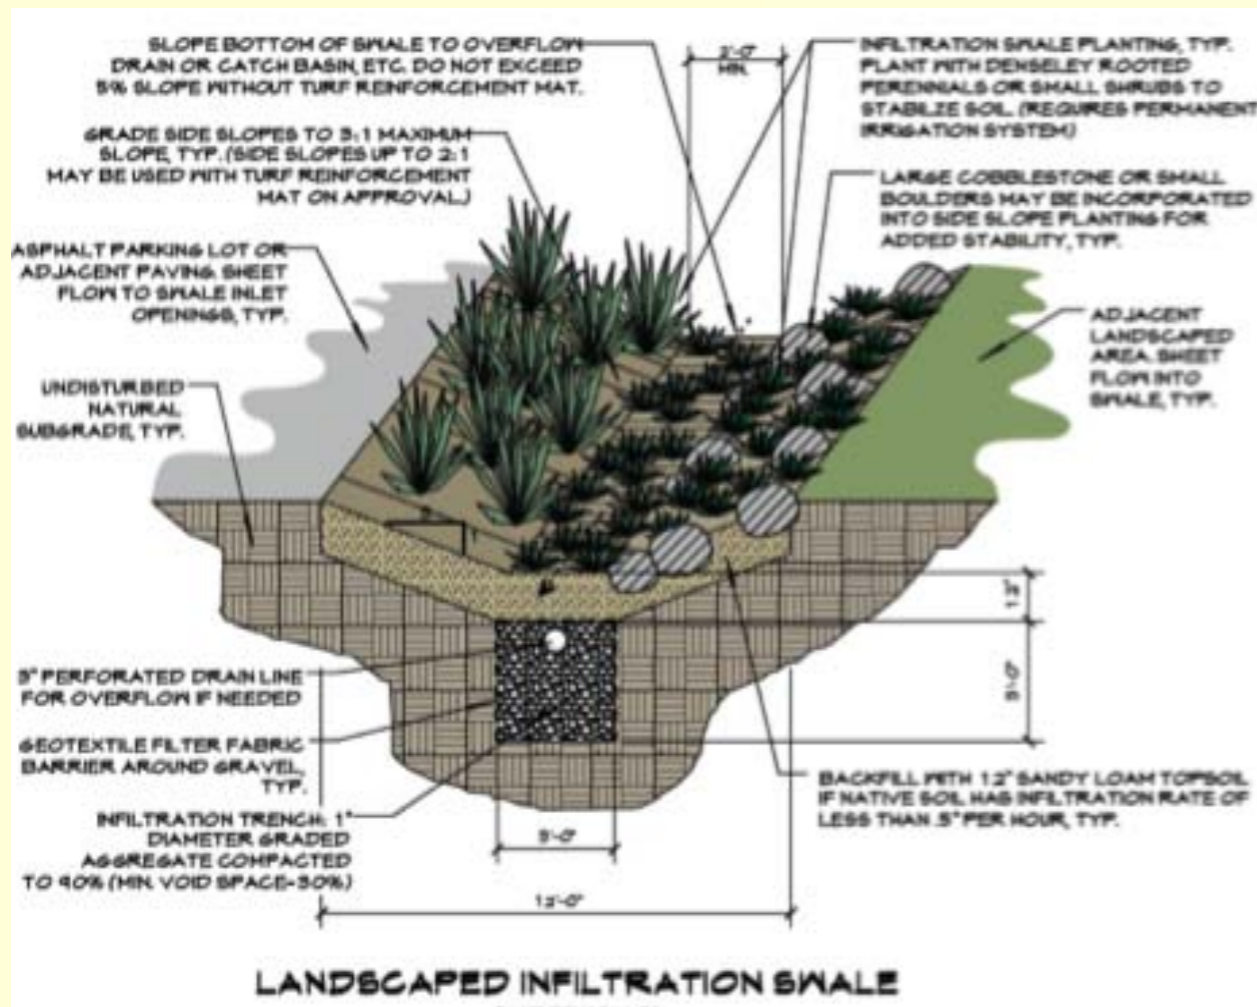 SLOPE BOTTOM OF SWALE TO OVERFLOW
DRAIN OR CATCH BASIN, ETC. DO NOT EXCEED
5% SLOPE WITHOUT TURF REINFORCEMENT MAT.
GRADE SIDE SLOPES TO 3:1 MAXIMUM
SLOPE, TYP. (SIDE SLOPES UP TO 2:1
MAY BE USED WITH TURF REINFORCEMENT
MAT ON APPROVAL.)
ASPHALT PARKING LOT OR
ADJACENT PAVING. SHEET
FLOW TO SWALE INLET
OPENINGS, TYP.
UNDISTURBED
NATURAL
SUBGRADE, TYP.
2'-0"
MIN.
INFILTRATION SWALE PLANTING, TYP.
PLANT WITH DENSELEY ROOTED
PERENNIALS OR SMALL SHRUBS TO
STABILIZE SOIL. (REQUIRES PERMANENT
IRRIGATION SYSTEM)
LARGE COBBLESTONE OR SMALL
BOULDERS MAY BE INCORPORATED
INTO SIDE SLOPE PLANTING FOR
ADDED STABILITY, TYP.
ADJACENT
LANDSCAPED
AREA. SHEET
FLOW INTO
SWALE, TYP.
12"
3'-0"
3" PERFORATED DRAIN LINE
FOR OVERFLOW IF NEEDED
GEOTEXTILE FILTER FABRIC
BARRIER AROUND GRAVEL,
TYP.
INFILTRATION TRENCH: 1"
DIAMETER GRADED
AGGREGATE COMPACTED
TO 90% (MIN. VOID SPACE-30%)
BACKFILL WITH 12" SANDY LOAM TOPSOIL
IF NATIVE SOIL HAS INFILTRATION RATE OF
LESS THAN .5" PER HOUR, TYP.
3'-0"
12'-0"
LANDSCAPED INFILTRATION SWALE